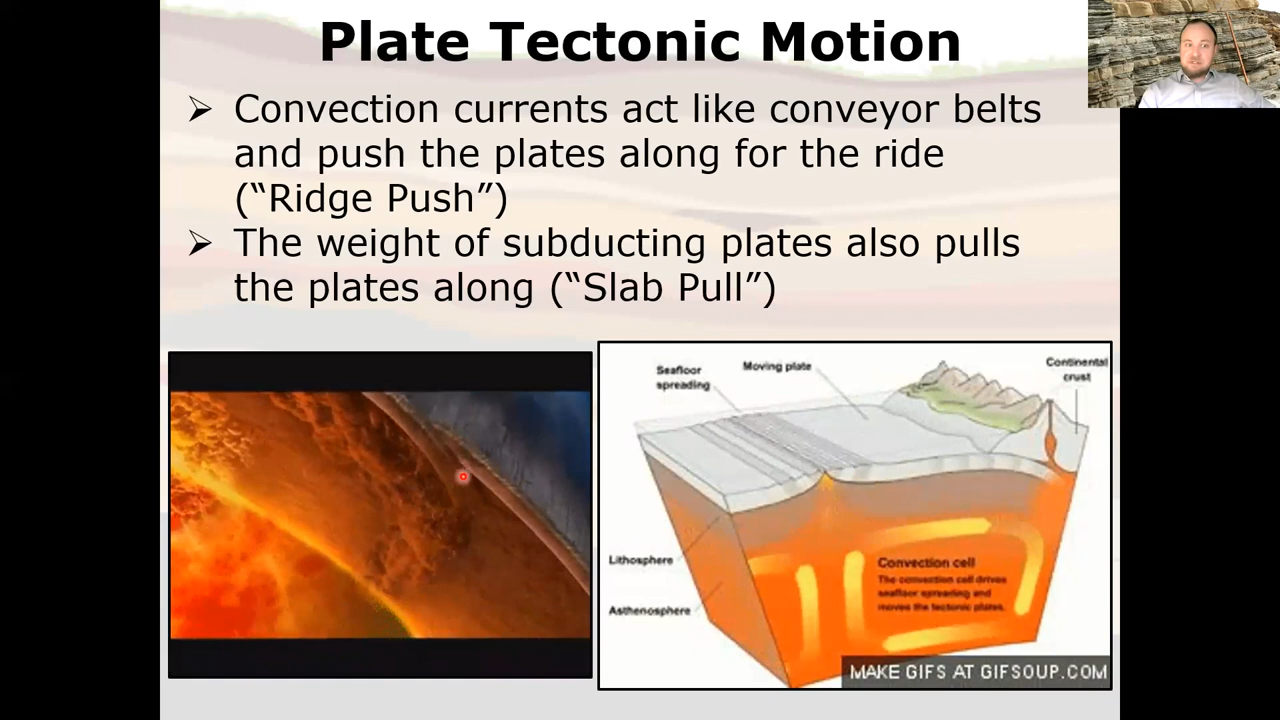 Plate Tectonic Motion
➢ Convection currents act like conveyor belts
and push the plates along for the ride
(“Ridge Push”)
➢ The weight of subducting plates also pulls
the plates along (“Slab Pull”)
Seafloor
spreading
Moving plate
Continental
crust
Lithosphere
Asthenosphere
Convection cell
The convection cell drives
seafloor spreading and
moves the tectonic plates.
MAKE GIFS AT GIFSOUP.COM